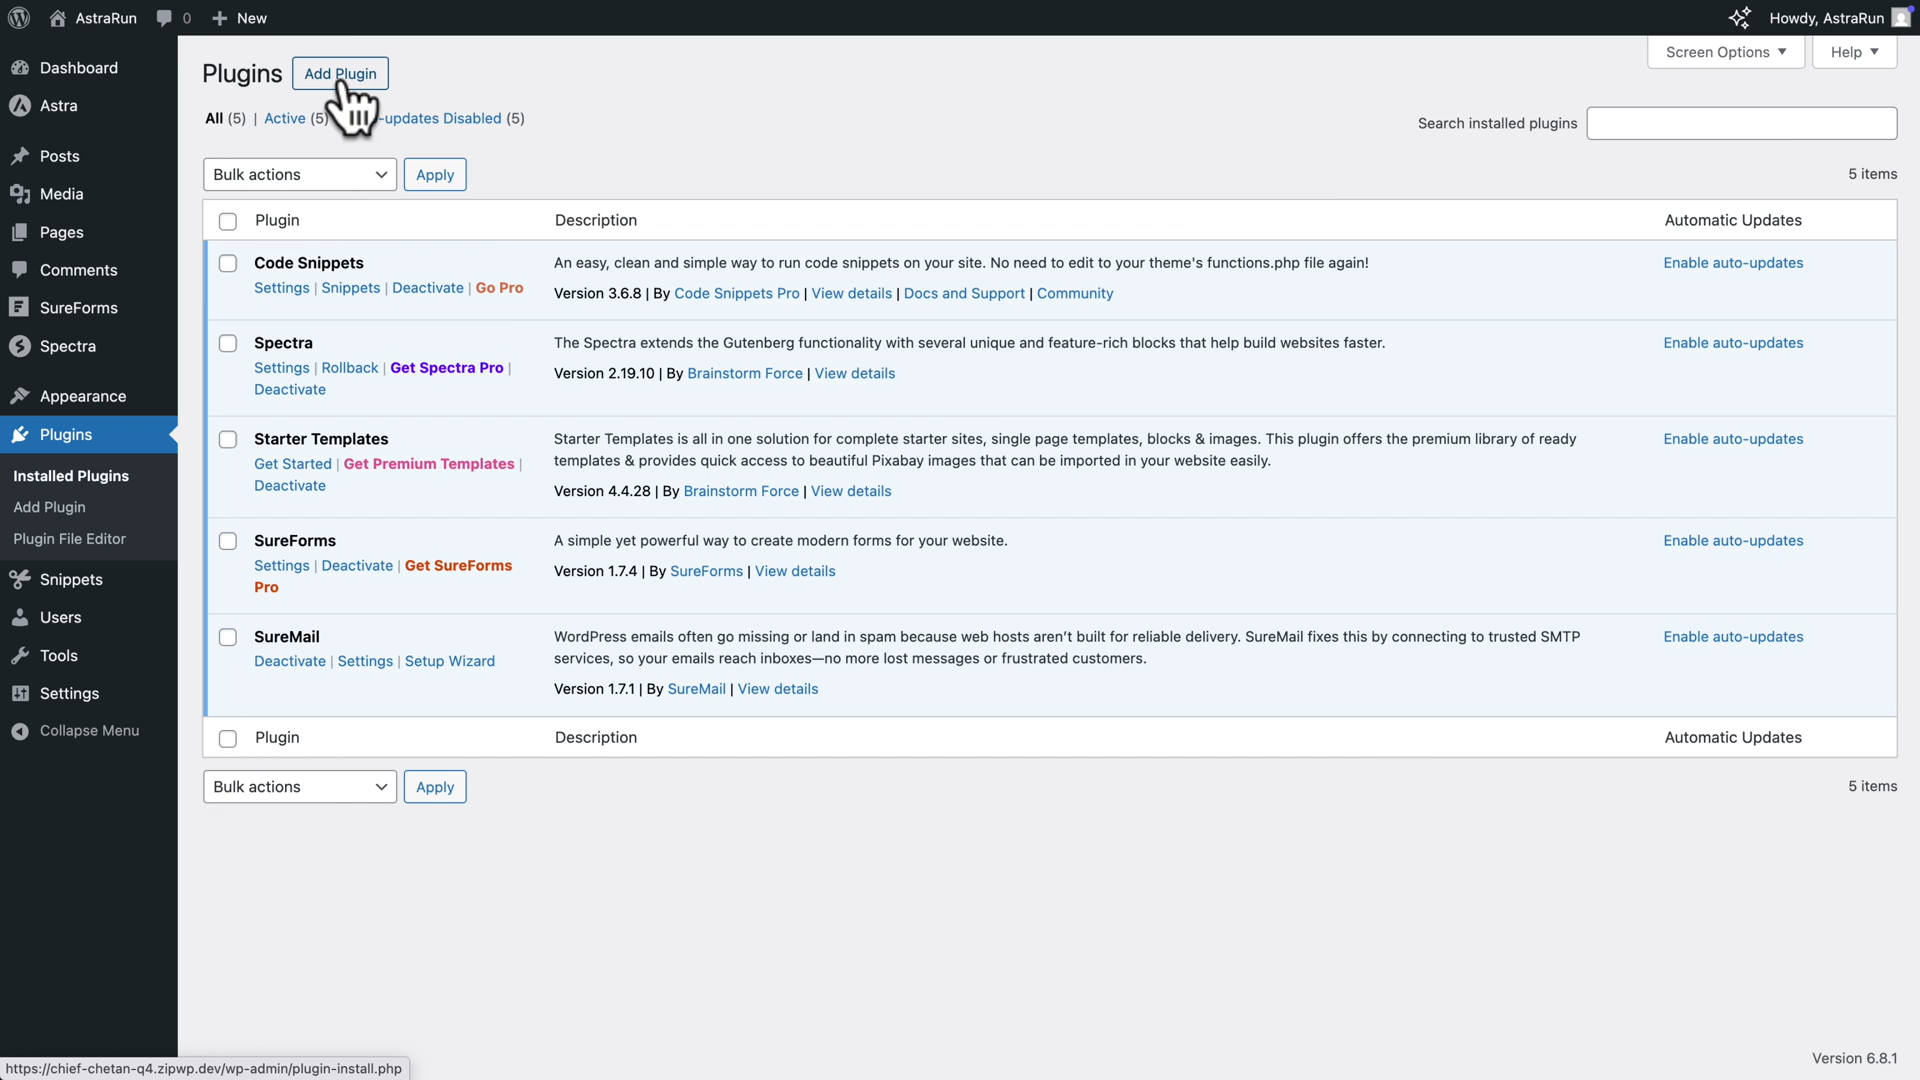 AstraRun 0 New Howdy, AstraRun
Screen Options Help
Dashboard
Astra
Posts
Media
Pages
Comments
SureForms
Spectra
Appearance
Plugins
Installed Plugins
Add Plugin
Plugin File Editor
Snippets
Users
Tools
Settings
Collapse Menu
Plugins Add Plugin
All (5) | Active (5) -updates Disabled (5)
Search installed plugins
Bulk actions Apply 5 items
Plugin Description Automatic Updates
Code Snippets
Settings | Snippets | Deactivate | Go Pro
An easy, clean and simple way to run code snippets on your site. No need to edit to your theme's functions.php file again!
Version 3.6.8 | By Code Snippets Pro | View details | Docs and Support | Community
Enable auto-updates
Spectra
Settings | Rollback | Get Spectra Pro |
Deactivate
The Spectra extends the Gutenberg functionality with several unique and feature-rich blocks that help build websites faster.
Version 2.19.10 | By Brainstorm Force | View details
Enable auto-updates
Starter Templates
Get Started | Get Premium Templates |
Deactivate
Starter Templates is all in one solution for complete starter sites, single page templates, blocks & images. This plugin offers the premium library of ready
templates & provides quick access to beautiful Pixabay images that can be imported in your website easily.
Version 4.4.28 | By Brainstorm Force | View details
Enable auto-updates
SureForms
Settings | Deactivate | Get SureForms
Pro
A simple yet powerful way to create modern forms for your website.
Version 1.7.4 | By SureForms | View details
Enable auto-updates
SureMail
Deactivate | Settings | Setup Wizard
WordPress emails often go missing or land in spam because web hosts aren't built for reliable delivery. SureMail fixes this by connecting to trusted SMTP
services, so your emails reach inboxes—no more lost messages or frustrated customers.
Version 1.7.1 | By SureMail | View details
Enable auto-updates
Plugin Description Automatic Updates
Bulk actions Apply 5 items
Version 6.8.1
https://chief-chetan-q4.zipwp.dev/wp-admin/plugin-install.php